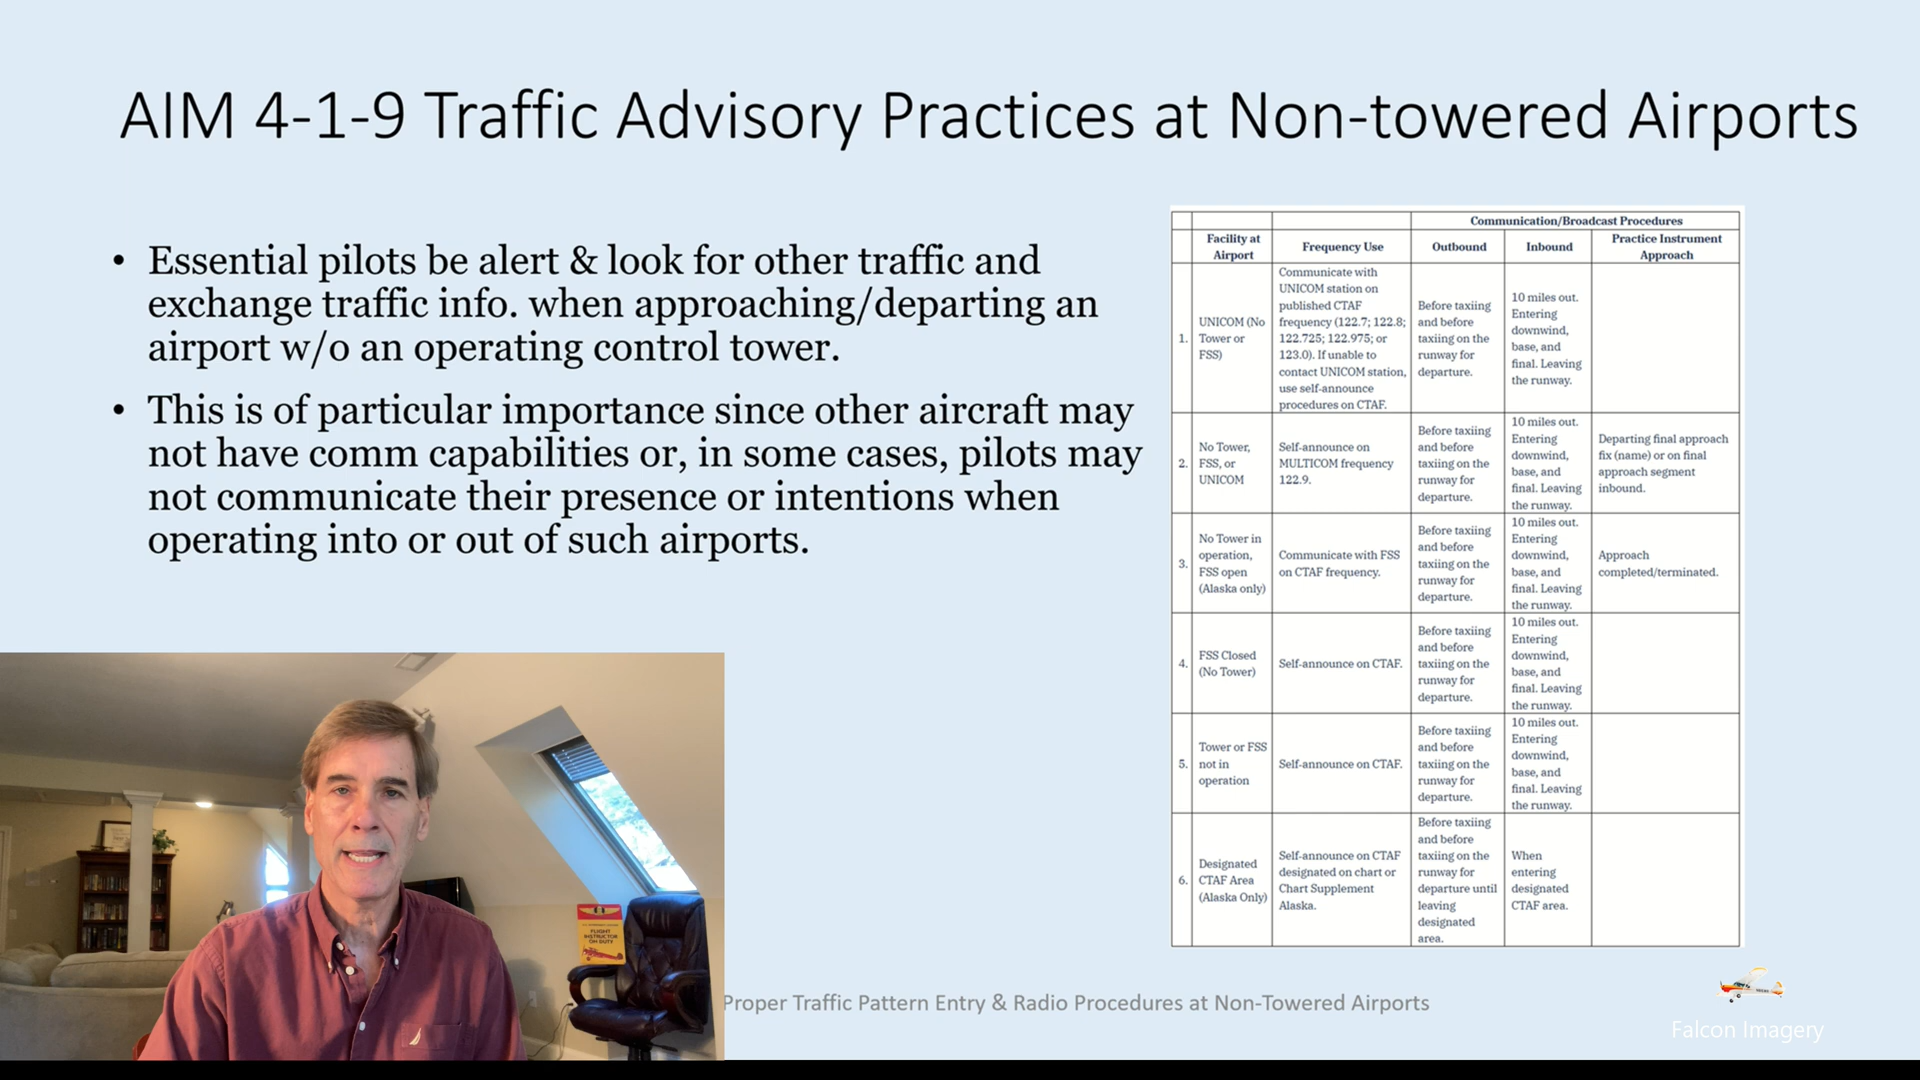 AIM 4-1-9 Traffic Advisory Practices at Non-towered Airports
• Essential pilots be alert & look for other traffic and
exchange traffic info. when approaching/departing an
airport w/o an operating control tower.
• This is of particular importance since other aircraft may
not have comm capabilities or, in some cases, pilots may
not communicate their presence or intentions when
operating into or out of such airports.
Communication/Broadcast Procedures
Facility at
Airport
Frequency Use
Outbound
Inbound
Practice Instrument
Approach
1.
UNICOM (No
Tower or
FSS)
Communicate with
UNICOM station on
published CTAF
frequency (122.7; 122.8;
122.725; 122.975; or
123.0). If unable to
contact UNICOM station,
use self-announce
procedures on CTAF.
Before taxiing
and before
taxiing on the
runway for
departure.
10 miles out.
Entering
downwind,
base, and
final. Leaving
the runway.
2.
No Tower,
FSS, or
UNICOM
Self-announce on
MULTICOM frequency
122.9.
Before taxiing
and before
taxiing on the
runway for
departure.
10 miles out.
Entering
downwind,
base, and
final. Leaving
the runway.
Departing final approach
fix (name) or on final
approach segment
inbound.
3.
No Tower in
operation,
FSS open
(Alaska only)
Communicate with FSS
on CTAF frequency.
Before taxiing
and before
taxiing on the
runway for
departure.
10 miles out.
Entering
downwind,
base, and
final. Leaving
the runway.
Approach
completed/terminated.
4.
FSS Closed
(No Tower)
Self-announce on CTAF.
Before taxiing
and before
taxiing on the
runway for
departure.
10 miles out.
Entering
downwind,
base, and
final. Leaving
the runway.
5.
Tower or FSS
not in
operation
Self-announce on CTAF.
Before taxiing
and before
taxiing on the
runway for
departure.
10 miles out.
Entering
downwind,
base, and
final. Leaving
the runway.
6.
Designated
CTAF Area
(Alaska Only)
Self-announce on CTAF
designated on chart or
Chart Supplement
Alaska.
Before taxiing
and before
taxiing on the
runway for
departure until
leaving
designated
area.
When
entering
designated
CTAF area.
FLIGHT
INSTRUCTOR
ON DUTY
Proper Traffic Pattern Entry & Radio Procedures at Non-Towered Airports
Falcon Imagery